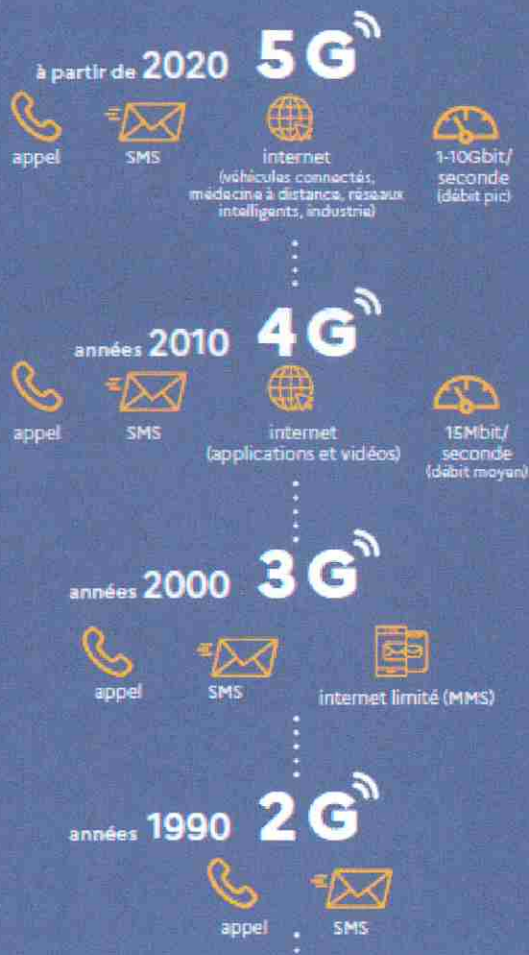 à partir de 2020 5G
appel
SMS
internet
(véhicules connectés,
médecine à distance, réseaux
intelligents, industrie)
1-10Gbit/
seconde
(débit pic)
années 2010 4G
appel
SMS
internet
(applications et vidéos)
15Mbit/
seconde
(débit moyen)
années 2000 3G
appel
SMS
internet limité (MMS)
années 1990 2G
appel
SMS